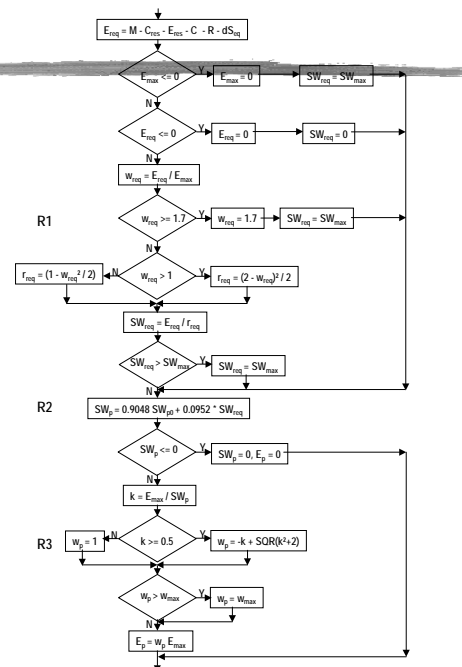 E_req = M - C_res - E_res - C - R - dS_eq
E_max <= 0
Y
E_max = 0
SW_req = SW_max
N
E_req <= 0
Y
E_req = 0
SW_req = 0
N
w_req = E_req / E_max
R1
w_req >= 1.7
Y
w_req = 1.7
SW_req = SW_max
N
r_req = (1 - w_req² / 2)
N
w_req > 1
Y
r_req = (2 - w_req)² / 2
SW_req = E_req / r_req
SW_req > SW_max
Y
SW_req = SW_max
N
R2
SW_p = 0.9048 SW_p0 + 0.0952 * SW_req
SW_p <= 0
Y
SW_p = 0, E_p = 0
N
k = E_max / SW_p
R3
w_p = 1
N
k >= 0.5
Y
w_p = -k + SQR(k²+2)
w_p > w_max
Y
w_p = w_max
N
E_p = w_p E_max